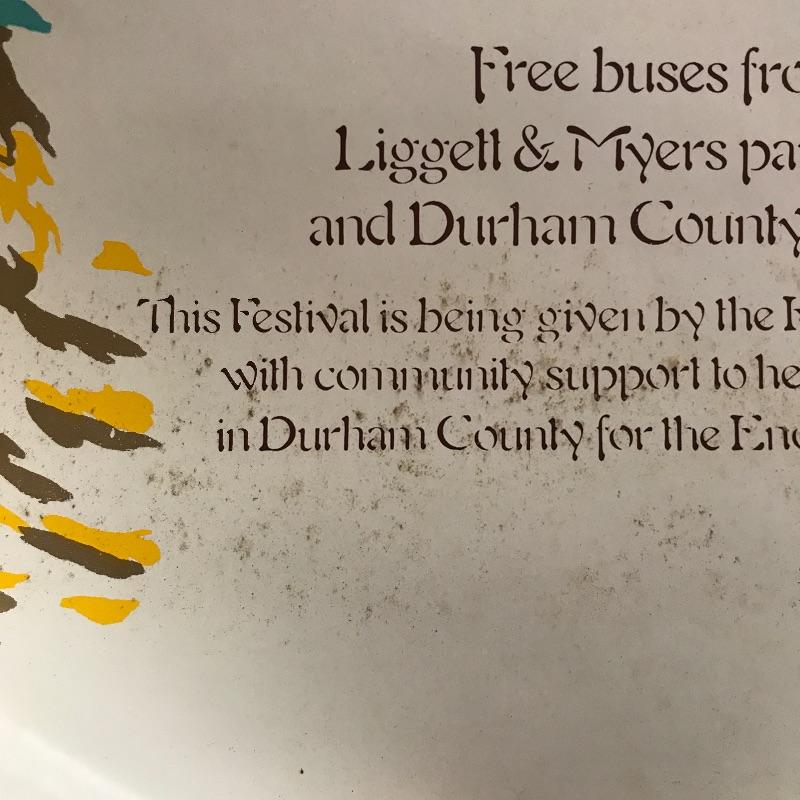 Free buses fro
Liggett & Myers pa
and Durham County
This Festival is being given by the
with community support to he
in Durham County for the Eno